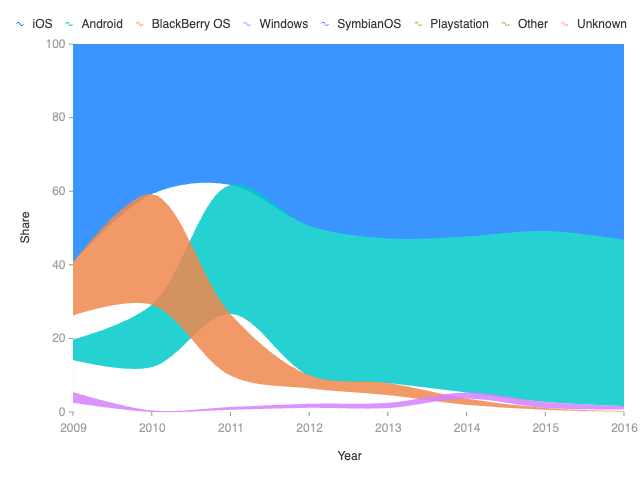 iOS Android BlackBerry OS Windows SymbianOS Playstation Other Unknown
100
80
60
40
20
0
Share
2009 2010 2011 2012 2013 2014 2015 2016
Year